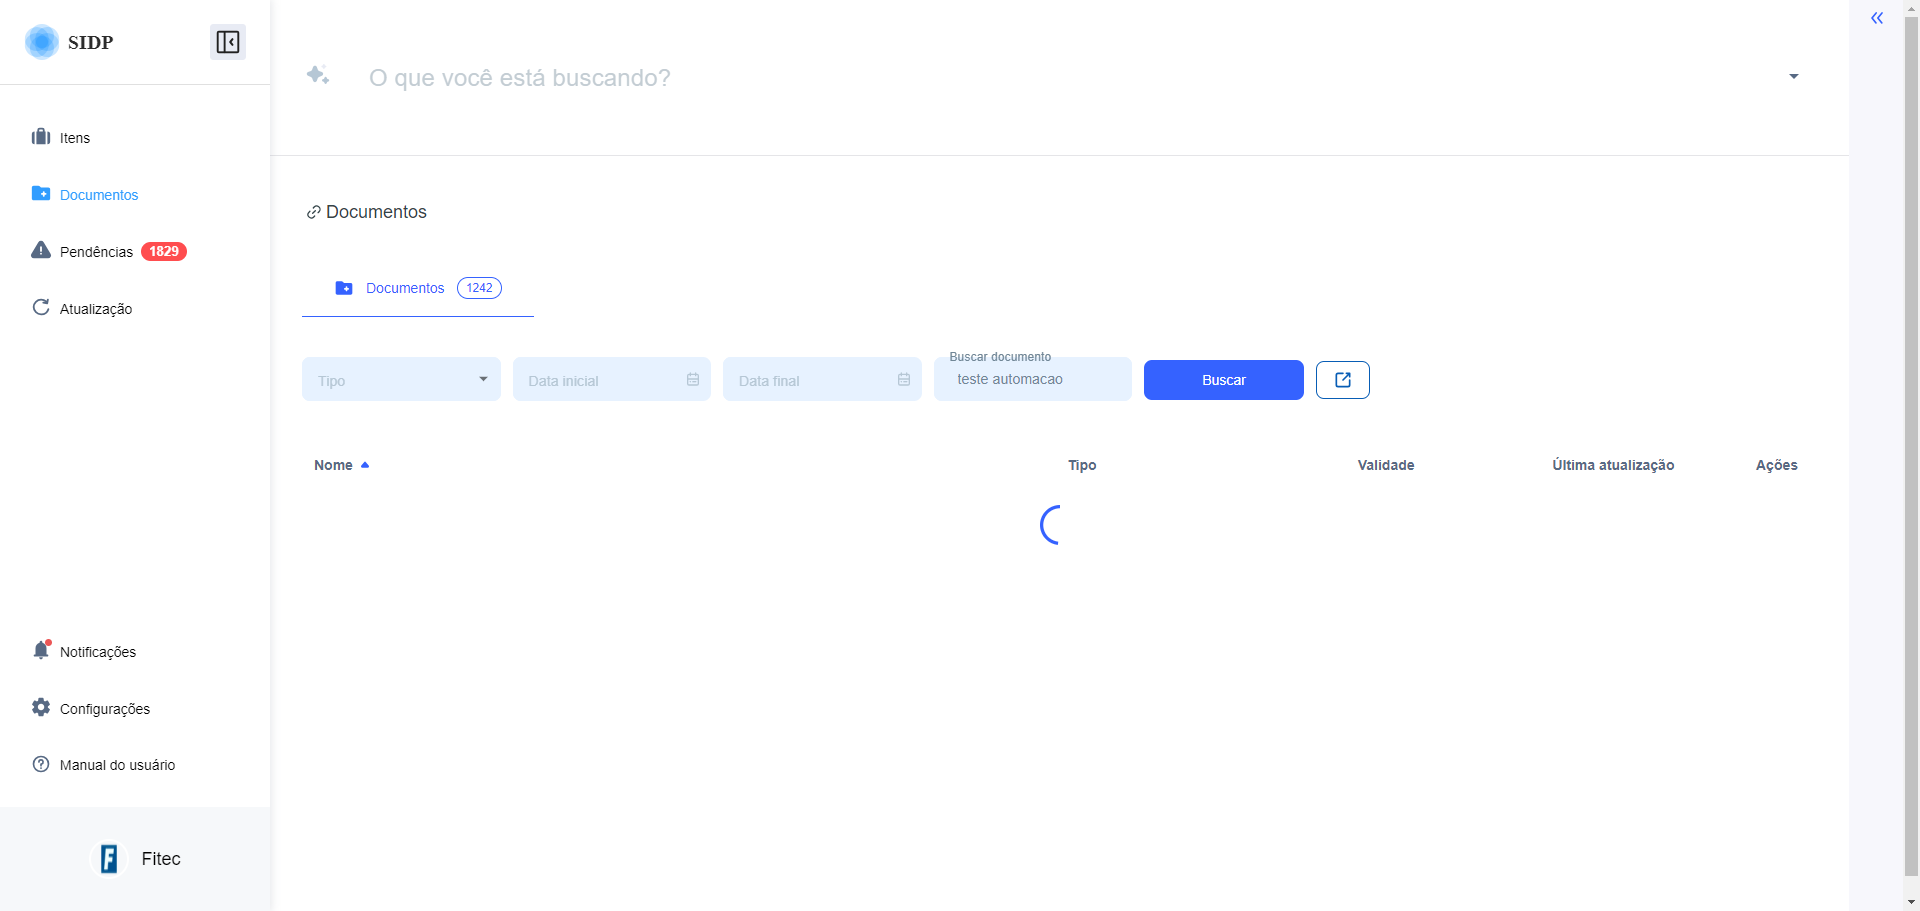 SIDP
O que você está buscando?
Itens
Documentos
Pendências 1829
Atualização
Documentos
Documentos 1242
Tipo
Data inicial
Data final
Buscar documento
teste automacao
Buscar
Nome
Tipo
Validade
Última atualização
Ações
Notificações
Configurações
Manual do usuário
F Fitec